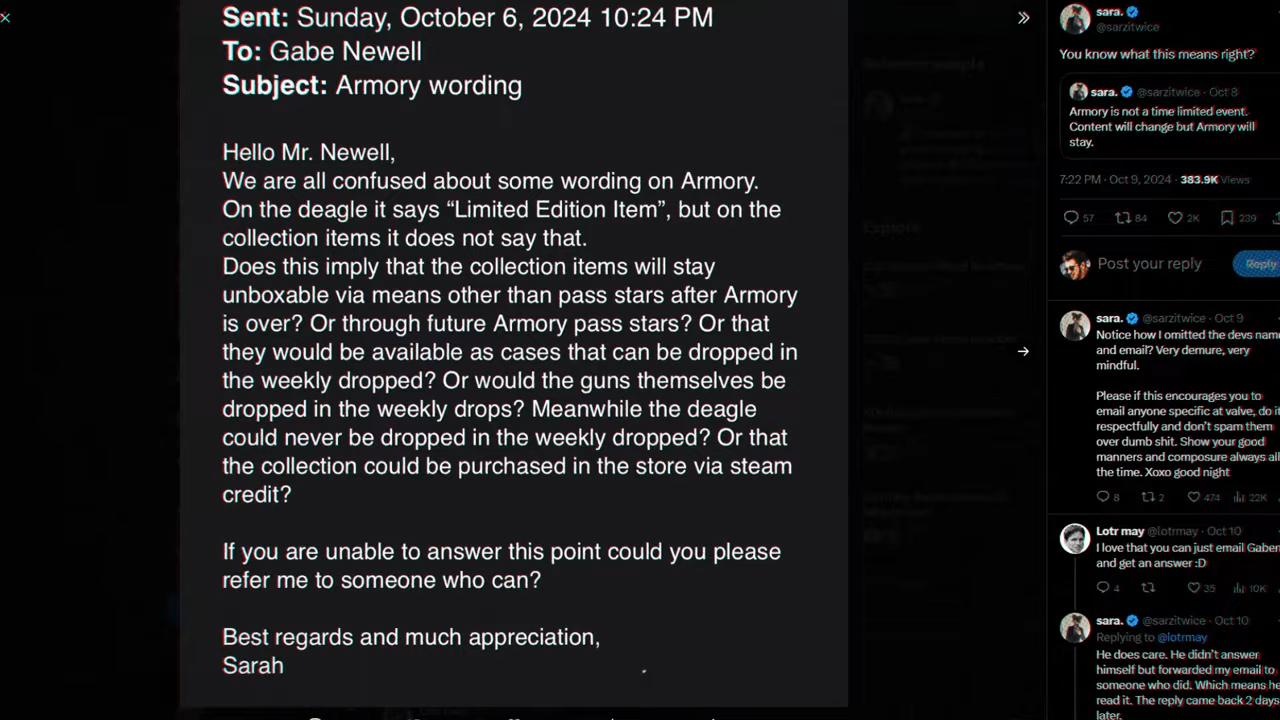 Sent: Sunday, October 6, 2024 10:24 PM
To: Gabe Newell
Subject: Armory wording
Hello Mr. Newell,
We are all confused about some wording on Armory.
On the deagle it says “Limited Edition Item”, but on the
collection items it does not say that.
Does this imply that the collection items will stay
unboxable via means other than pass stars after Armory
is over? Or through future Armory pass stars? Or that
they would be available as cases that can be dropped in
the weekly dropped? Or would the guns themselves be
dropped in the weekly drops? Meanwhile the deagle
could never be dropped in the weekly dropped? Or that
the collection could be purchased in the store via steam
credit?
If you are unable to answer this point could you please
refer me to someone who can?
Best regards and much appreciation,
Sarah
sara.
@sarzitwice
You know what this means right?
sara. @sarzitwice · Oct 8
Armory is not a time limited event.
Content will change but Armory will
stay.
7:22 PM · Oct 9, 2024 · 383.9K Views
57 84 2K 239
Post your reply
Reply
sara. @sarzitwice · Oct 9
Notice how I omitted the devs name
and email? Very demure, very
mindful.
Please if this encourages you to
email anyone specific at valve, do it
respectfully and don't spam them
over dumb shit. Show your good
manners and composure always all
the time. Xoxo good night
8 2 474 22K
Lotr may @lotrmay · Oct 10
I love that you can just email Gaben
and get an answer :D
4 35 10K
sara. @sarzitwice · Oct 10
Replying to @lotrmay
He does care. He didn't answer
himself but forwarded my email to
someone who did. Which means he
read it. The reply came back 2 days
later.